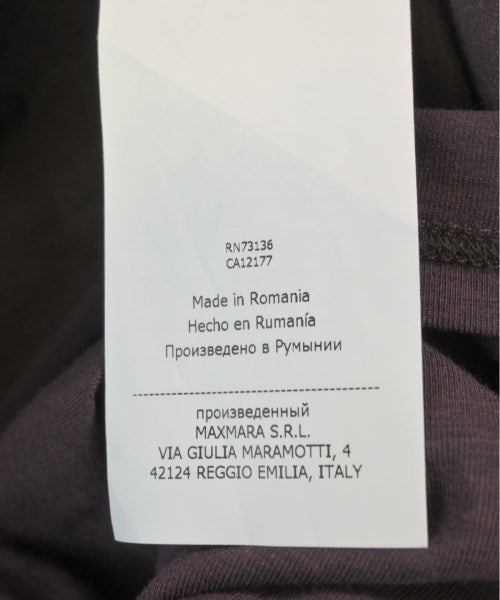 RN73136
CA12177
Made in Romania
Hecho en Rumanía
Произведено в Румынии
произведенный
MAXMARA S.R.L.
VIA GIULIA MARAMOTTI, 4
42124 REGGIO EMILIA, ITALY